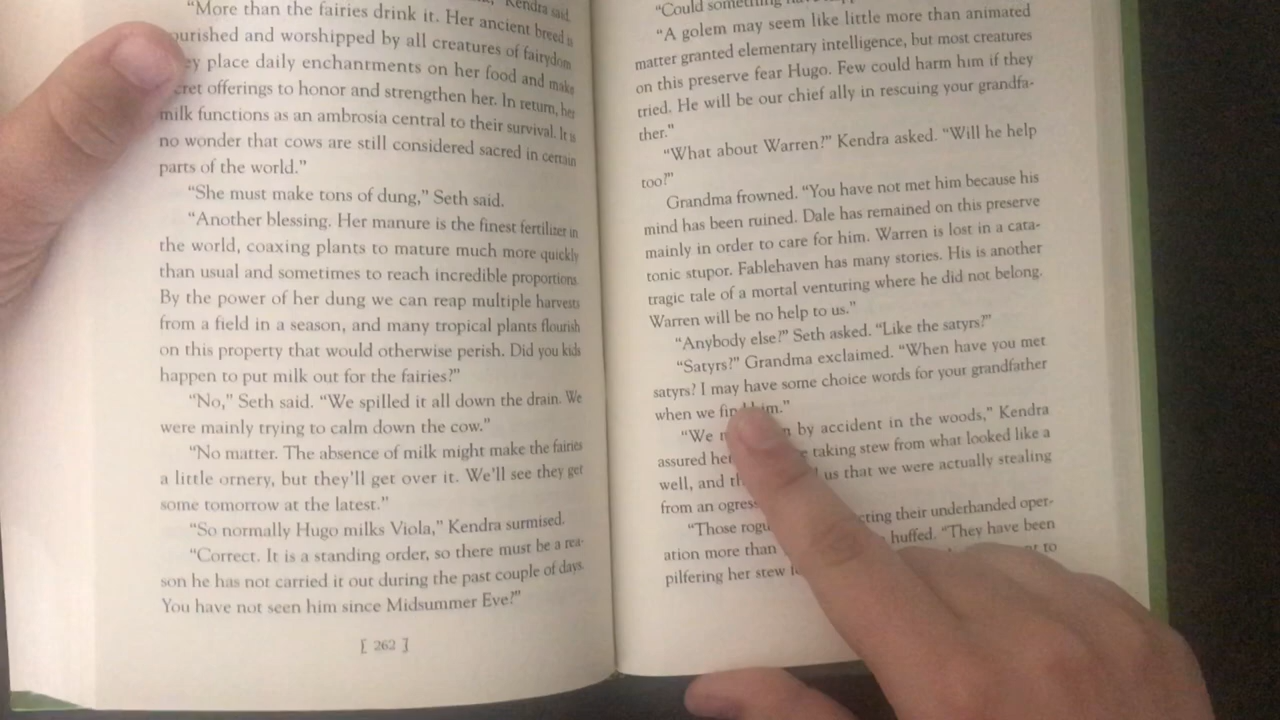 Kendra said.
"More than the fairies drink it. Her ancient breed is
nourished and worshipped by all creatures of fairydom
They place daily enchantments on her food and make
secret offerings to honor and strengthen her. In return, her
milk functions as an ambrosia central to their survival. It is
no wonder that cows are still considered sacred in certain
parts of the world."
"She must make tons of dung," Seth said.
"Another blessing. Her manure is the finest fertilizer in
the world, coaxing plants to mature much more quickly
than usual and sometimes to reach incredible proportions.
By the power of her dung we can reap multiple harvests
from a field in a season, and many tropical plants flourish
on this property that would otherwise perish. Did you kids
happen to put milk out for the fairies?"
"No," Seth said. "We spilled it all down the drain. We
were mainly trying to calm down the cow."
"No matter. The absence of milk might make the fairies
a little ornery, but they'll get over it. We'll see they get
some tomorrow at the latest."
"So normally Hugo milks Viola," Kendra surmised.
"Correct. It is a standing order, so there must be a rea-
son he has not carried it out during the past couple of days.
You have not seen him since Midsummer Eve?"
[ 262 ]
"Could something have
"A golem may seem like little more than animated
matter granted elementary intelligence, but most creatures
on this preserve fear Hugo. Few could harm him if they
tried. He will be our chief ally in rescuing your grandfa-
ther."
"What about Warren?" Kendra asked. "Will he help
too?"
Grandma frowned. "You have not met him because his
mind has been ruined. Dale has remained on this preserve
mainly in order to care for him. Warren is lost in a cata-
tonic stupor. Fablehaven has many stories. His is another
tragic tale of a mortal venturing where he did not belong.
Warren will be no help to us."
"Anybody else?" Seth asked. "Like the satyrs?"
"Satyrs?" Grandma exclaimed. "When have you met
satyrs? I may have some choice words for your grandfather
when we find him."
"We by accident in the woods," Kendra
assured her taking stew from what looked like a
well, and us that we were actually stealing
from an ogress
"Those their underhanded oper-
ation more than huffed. "They have been
pilfering her stew to